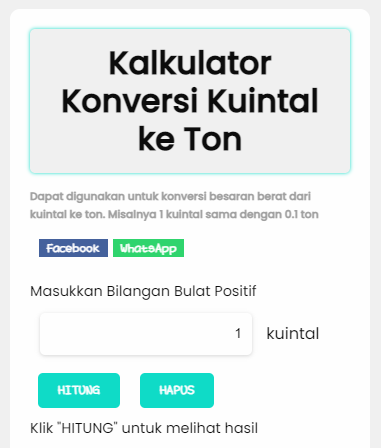 Kalkulator
Konversi Kuintal
ke Ton
Dapat digunakan untuk konversi besaran berat dari
kuintal ke ton. Misalnya 1 kuintal sama dengan 0.1 ton
Facebook WhatsApp
Masukkan Bilangan Bulat Positif
1 kuintal
HITUNG HAPUS
Klik "HITUNG" untuk melihat hasil